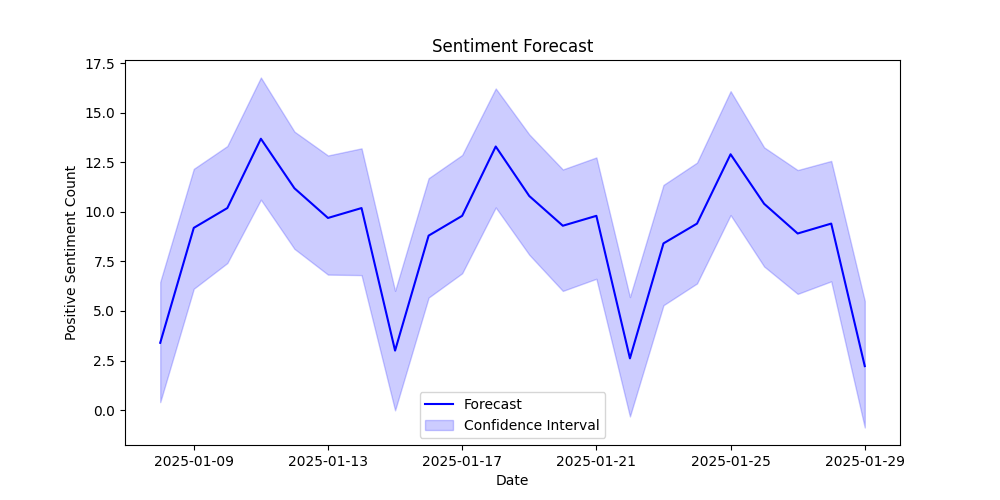 Sentiment Forecast
Positive Sentiment Count
17.5
15.0
12.5
10.0
7.5
5.0
2.5
0.0
Forecast
Confidence Interval
2025-01-09
2025-01-13
2025-01-17
2025-01-21
2025-01-25
2025-01-29
Date